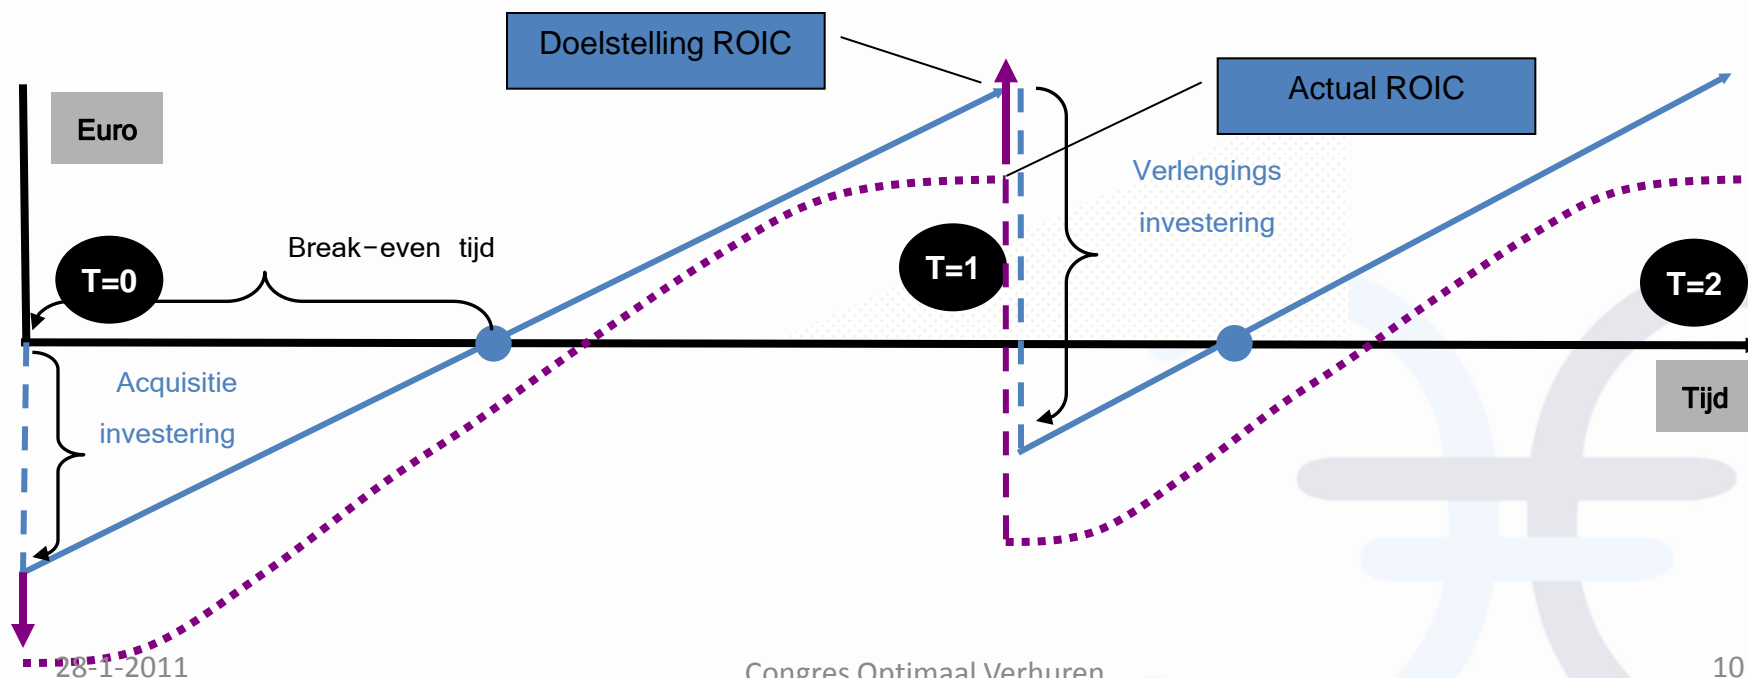 Doelstelling ROIC
Actual ROIC
Euro
Verlengings
investering
Break-even tijd
T=0
T=1
T=2
Acquisitie
investering
Tijd
28-1-2011
Congres Optimaal Verhuren
10